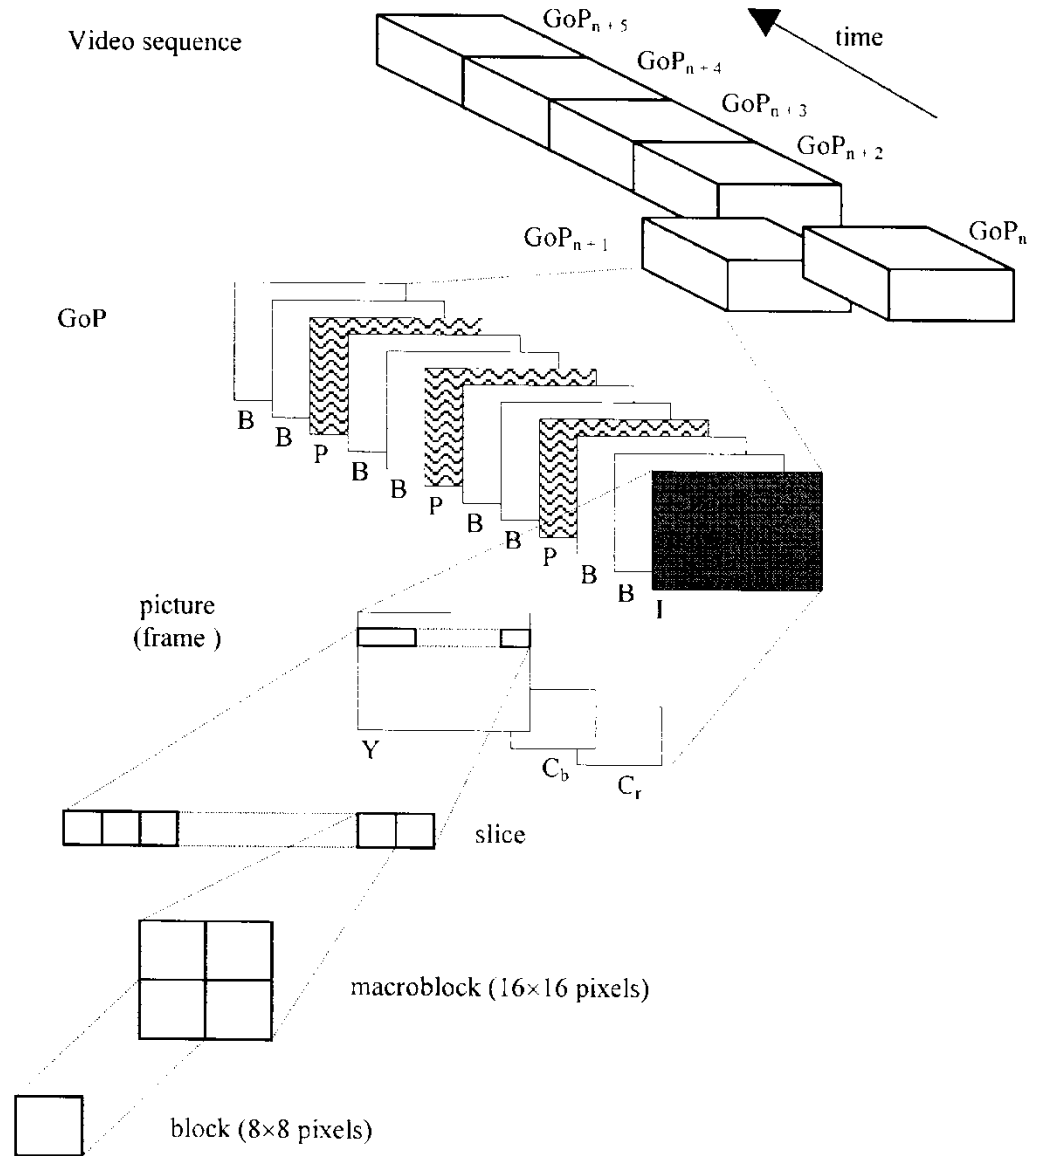 Video sequence
time
GoPn + 5
GoPn + 4
GoPn + 3
GoPn + 2
GoPn + 1
GoPn
GoP
B
B
P
B
B
P
B
B
P
B
B
I
picture
(frame )
Y
Cb
Cr
slice
macroblock (16×16 pixels)
block (8×8 pixels)